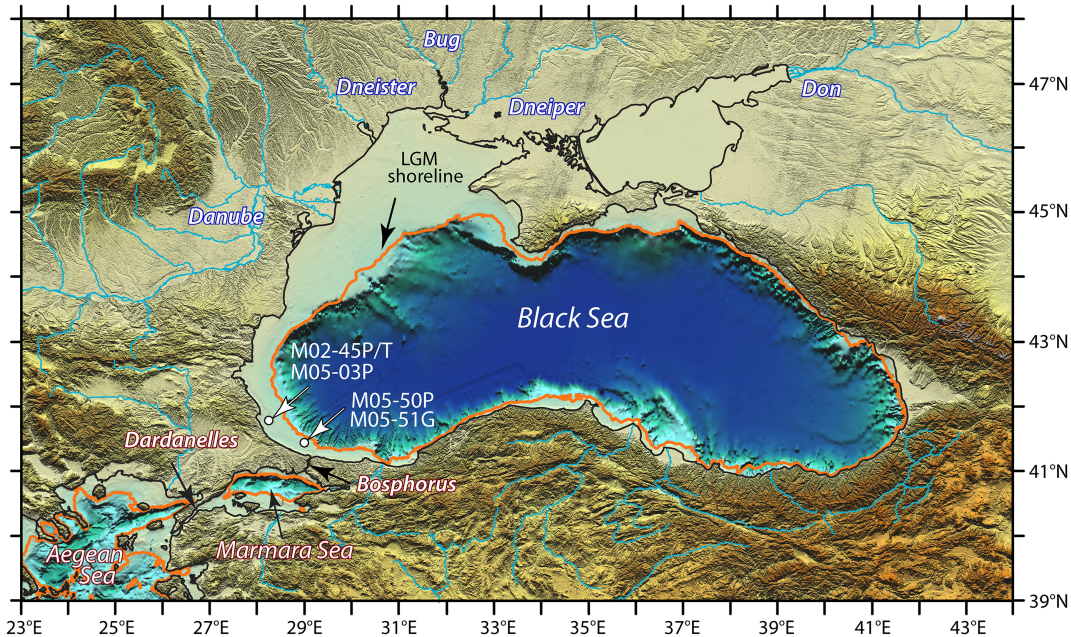 Bug
Dneister
Dneiper
Don
47°N
LGM
shoreline
Danube
45°N
Black Sea
43°N
M02-45P/T
M05-03P
M05-50P
M05-51G
Dardanelles
41°N
Bosphorus
Marmara Sea
Aegean
Sea
39°N
23°E 25°E 27°E 29°E 31°E 33°E 35°E 37°E 39°E 41°E 43°E